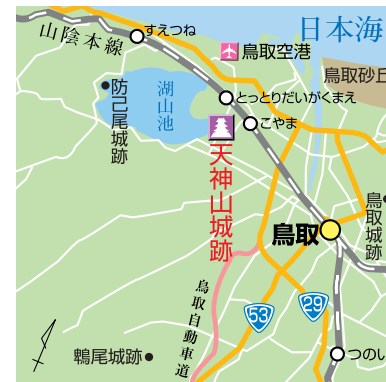 日本海
すえつね
山陰本線
鳥取空港
鳥取砂丘
防己尾城跡
湖山池
とっとりだいがくまえ
こやま
天神山城跡
鳥取城跡
鳥取
鳥取自動車道
53
29
鵯尾城跡
つのい